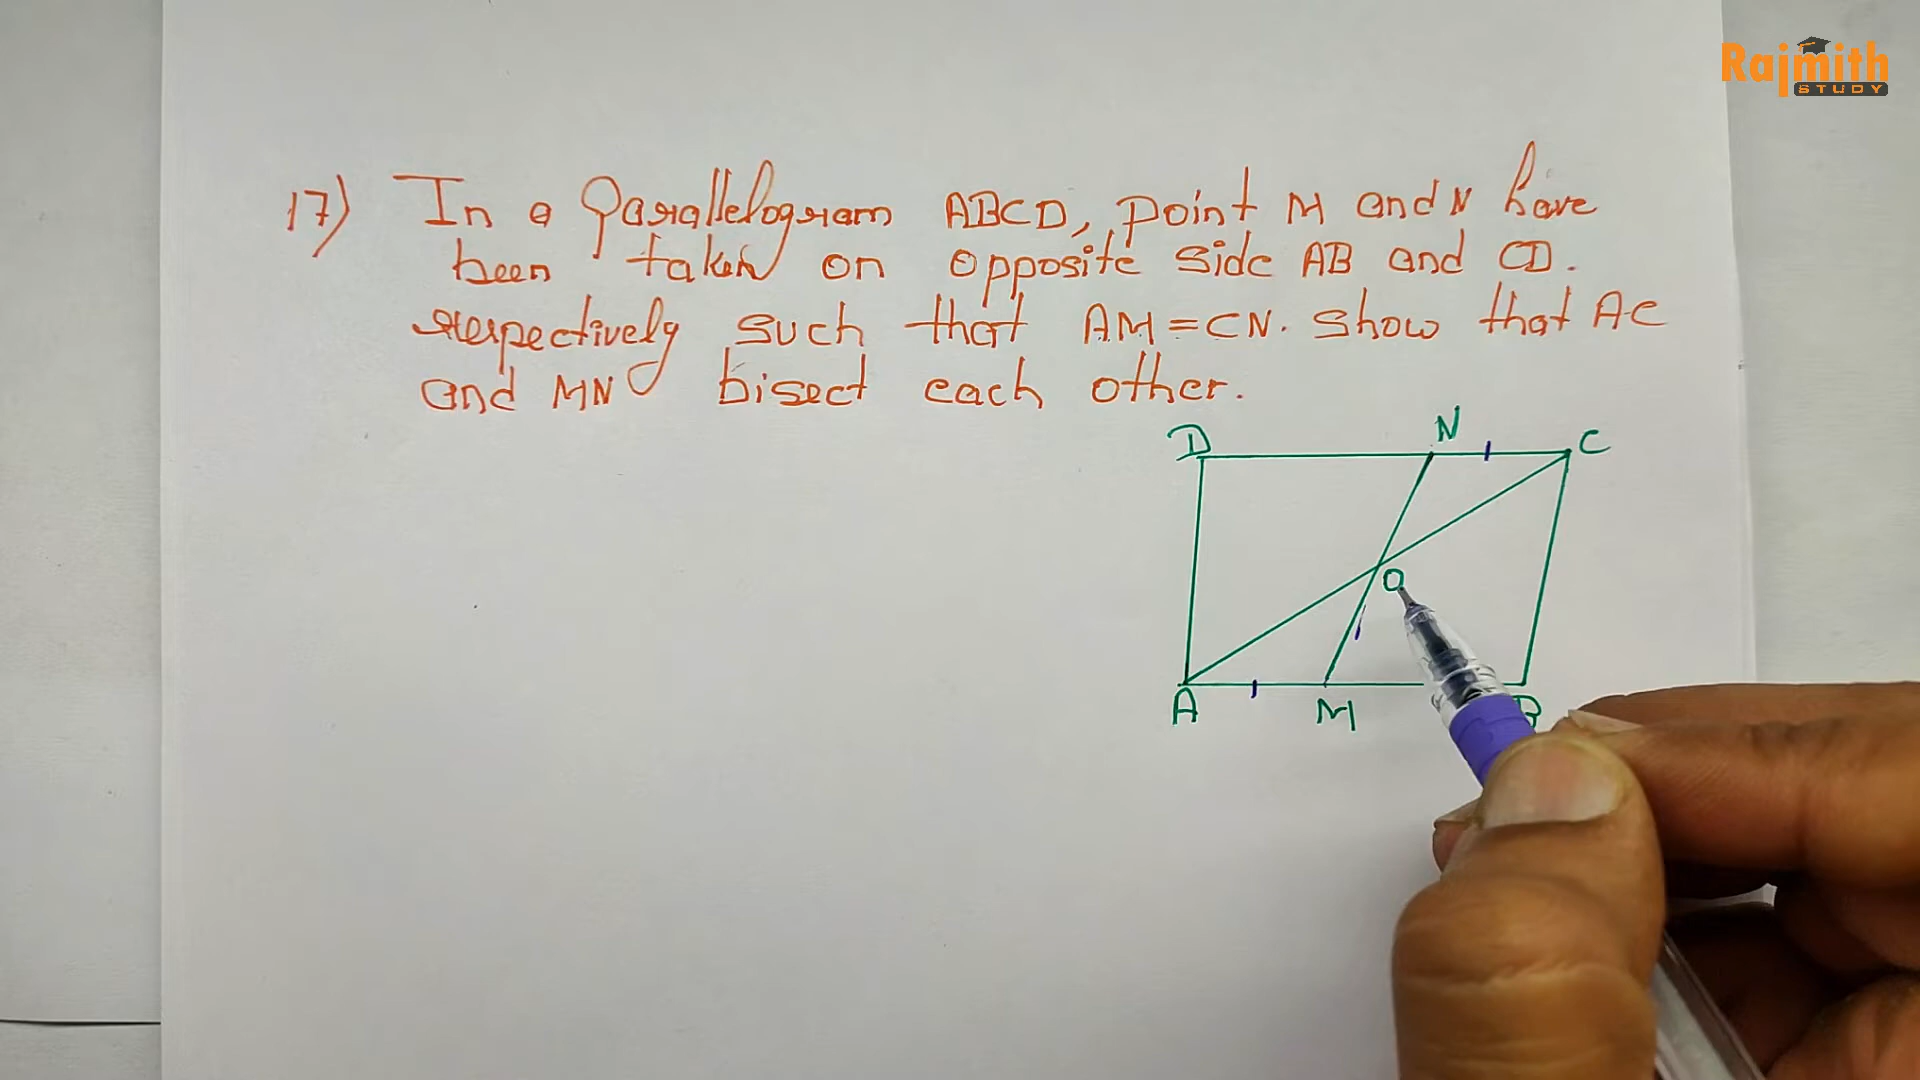 Rajmith
STUDY
17) In a Parallelogram ABCD, point M and N have
been taken on opposite side AB and CD.
respectively such that AM = CN. Show that AC
and MN bisect each other.
D N C
O
A M B